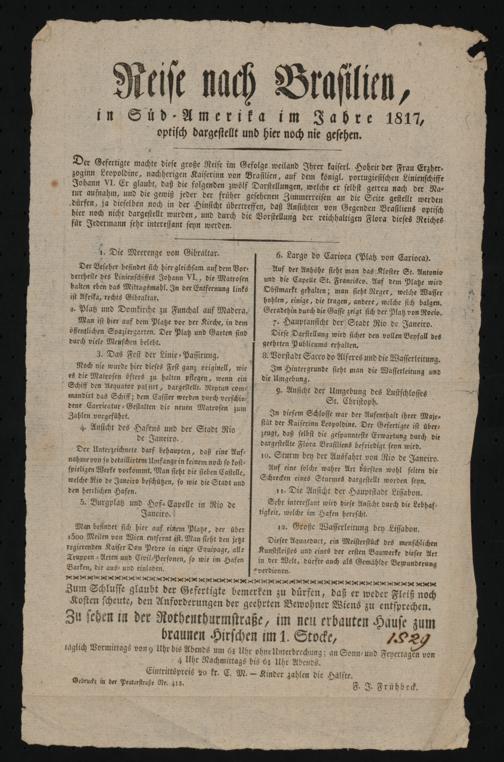 Reise nach Brasilien,
in Süd-Amerika im Jahre 1817,
optisch dargestellt und hier noch nie gesehen.
Der Gefertigte machte diese große Reise im Gefolge weiland Ihrer kaiserl. Hoheit der Frau Erzher-
zoginn Leopoldine, nachherigen Kaiserinn von Brasilien, auf dem königl. portugiesischen Linienschiffe
Johann VI. Er glaubt, daß die folgenden zwölf Darstellungen, welche er selbst getreu nach der Na-
tur aufnahm, und die gewiß jeder der früher gesehenen Zimmerreisen an die Seite gestellt werden
dürfen, ja dieselben noch in der Hinsicht übertreffen, daß Ansichten von Gegenden Brasiliens optisch
hier noch nicht dargestellt wurden, und durch die Vorstellung der reichhaltigen Flora dieses Reiches
für Jedermann sehr interessant seyn werden.
1. Die Meerenge von Gibraltar.
Der Beseher befindet sich hier gleichsam auf dem Vor-
dertheile des Linienschiffes Johann VI., die Matrosen
halten eben das Mittagsmahl. In der Entfernung links
ist Afrika, rechts Gibraltar.
2. Platz und Domkirche zu Funchal auf Madera.
Man ist hier auf dem Platze vor der Kirche, in dem
öffentlichen Spaziergarten. Der Platz und Garten sind
durch viele Menschen belebt.
3. Das Fest der Linie-Passirung.
Noch nie wurde hier dieses Fest ganz originell, wie
es die Matrosen öfters zu halten pflegen, wenn ein
Schiff den Aequator passirt, dargestellt. Neptun com-
mandirt das Schiff; dem Cassier werden durch verschie-
dene Carricatur-Gestalten die neuen Matrosen zum
Zahlen vorgeführt.
4. Ansicht des Hafens und der Stadt Rio
de Janeiro.
Der Unterzeichnete darf behaupten, daß eine Auf-
nahme von so detaillirtem Umfange in keinem noch so kost-
spieligen Werke vorkommt. Man sieht die sieben Castelle,
welche Rio de Janeiro beschützen, so wie die Stadt und
den herrlichen Hafen.
5. Burgplatz und Hof-Capelle in Rio de
Janeiro.
Man befindet sich hier auf einem Platze, der über
1500 Meilen von Wien entfernt ist. Man sieht den jetzt
regierenden Kaiser Don Pedro in einer Equipage, alle
Truppen-Arten und Civil-Personen, so wie im Hafen
Barken, die aus- und einladen.
6. Largo do Carioca (Platz von Carioca).
Auf der Anhöhe sieht man das Kloster St. Antonio
und die Capelle St. Francisco. Auf dem Platze wird
Obstmarkt gehalten; man sieht Neger, welche Wasser
hohlen, einige, die tragen, andere, welche sich balgen.
Geradehin durch die Gasse zeigt sich der Platz von Rocio.
7. Hauptansicht der Stadt Rio de Janeiro.
Diese Darstellung wird sicher den vollen Beyfall des
geehrten Publicums erhalten.
8. Vorstadt Sacco do Alferes und die Wasserleitung.
Im Hintergrunde sieht man die Wasserleitung und
die Umgebung.
9. Ansicht der Umgebung des Lustschlosses
St. Christoph.
In diesem Schlosse war der Aufenthalt ihrer Maje-
stät der Kaiserinn Leopoldine. Der Gefertigte ist über-
zeugt, daß selbst die gespannteste Erwartung durch die
dargestellte Flora Brasiliens befriedigt seyn wird.
10. Sturm bey der Ausfahrt von Rio de Janeiro.
Auf eine solche wahre Art dürften wohl selten die
Schrecken eines Sturmes dargestellt worden seyn.
11. Die Ansicht der Hauptstadt Lissabon.
Sehr interessant wird diese Ansicht durch die Lebhaf-
tigkeit, welche im Hafen herrscht.
12. Große Wasserleitung bey Lissabon.
Dieser Aquaeduct, ein Meisterstück des menschlichen
Kunstfleißes und eines der ersten Bauwerke dieser Art
in der Welt, dürfte auch als Gemählde Bewunderung
verdienen.
Zum Schlusse glaubt der Gefertigte bemerken zu dürfen, daß er weder Fleiß noch
Kosten scheute, den Anforderungen der geehrten Bewohner Wiens zu entsprechen.
Zu sehen in der Rothenthurmstraße, im neu erbauten Hause zum
braunen Hirschen im 1. Stocke, 1829
täglich Vormittags von 9 Uhr bis Abends um 6½ Uhr ohne Unterbrechung; an Sonn- und Feyertagen von
4 Uhr Nachmittags bis 6½ Uhr Abends.
Eintrittspreis 20 kr. C. M. — Kinder zahlen die Hälfte.
Gedruckt in der Praterstraße No. 412.
F. J. Frühbeck.